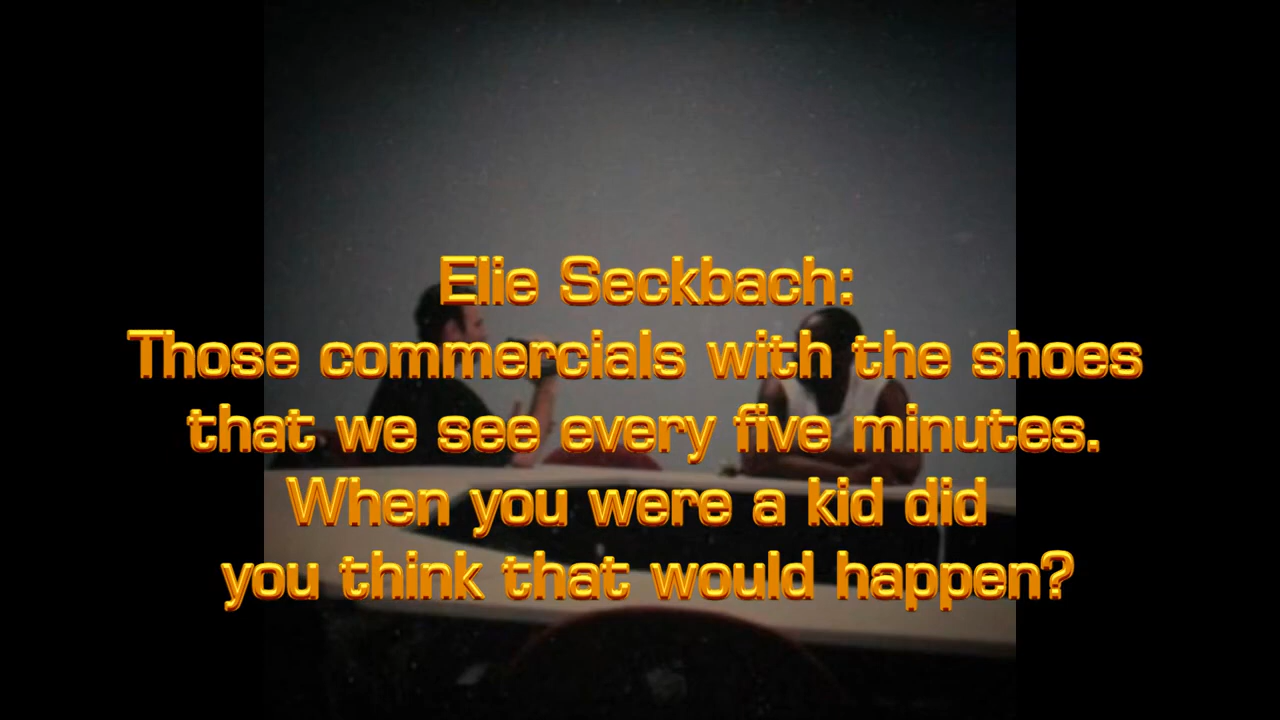 Elie Seckbach:
Those commercials with the shoes
that we see every five minutes.
When you were a kid did
you think that would happen?